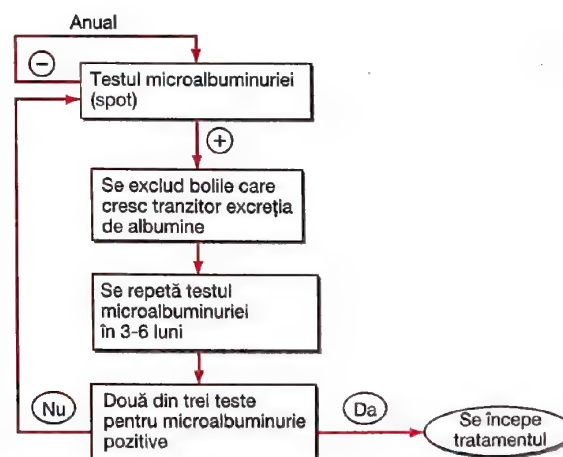 Anual
−
Testul microalbuminuriei
(spot)
+
Se exclud bolile care
cresc tranzitor excreția
de albumine
Se repetă testul
microalbuminuriei
în 3-6 luni
Nu
Două din trei teste
pentru microalbuminurie
pozitive
Da
Se începe
tratamentul